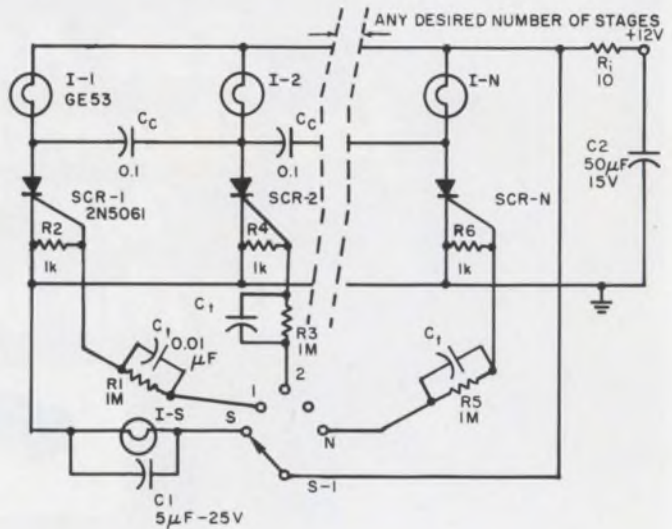 ANY DESIRED NUMBER OF STAGES
+12V
I-1
GE53
I-2
I-N
Ri
10
CC
0.1
CC
0.1
C2
50μF
15V
SCR-1
2N5061
SCR-2
SCR-N
R2
1k
R4
1k
R6
1k
Ct
0.01
μF
R1
1M
Ct
R3
1M
Ct
R5
1M
1
2
N
S
I-S
S-1
C1
5μF-25V